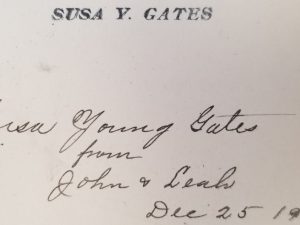 SUSA Y. GATES
usa Young Gates
from
John & Leah
Dec 25 19